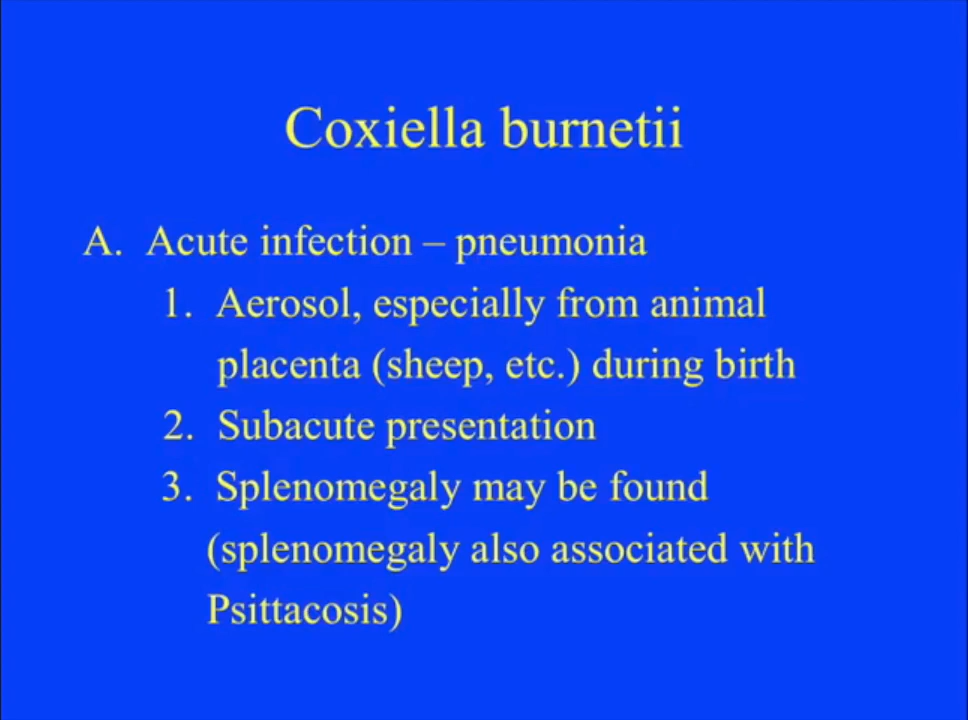 Coxiella burnetii
A. Acute infection – pneumonia
1. Aerosol, especially from animal
placenta (sheep, etc.) during birth
2. Subacute presentation
3. Splenomegaly may be found
(splenomegaly also associated with
Psittacosis)